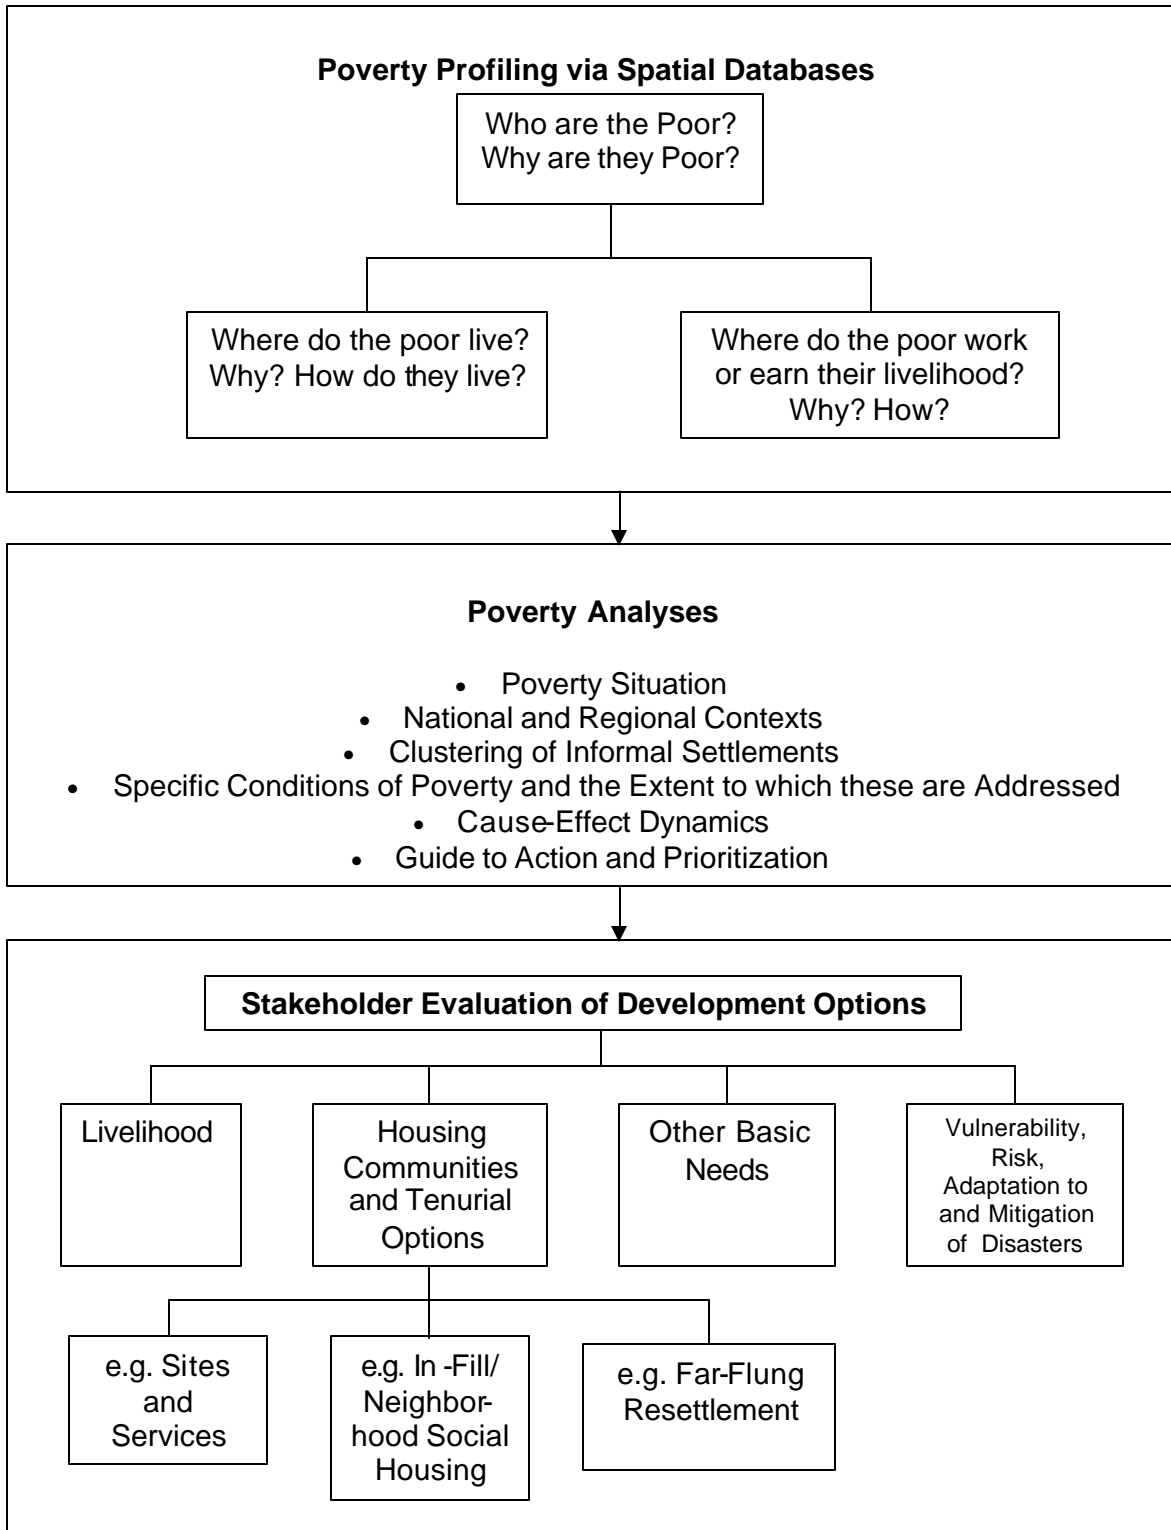 Poverty Profiling via Spatial Databases
Who are the Poor?
Why are they Poor?
Where do the poor live?
Why? How do they live?
Where do the poor work
or earn their livelihood?
Why? How?
Poverty Analyses
• Poverty Situation
• National and Regional Contexts
• Clustering of Informal Settlements
• Specific Conditions of Poverty and the Extent to which these are Addressed
• Cause-Effect Dynamics
• Guide to Action and Prioritization
Stakeholder Evaluation of Development Options
Livelihood
Housing
Communities
and Tenurial
Options
Other Basic
Needs
Vulnerability,
Risk,
Adaptation to
and Mitigation
of Disasters
e.g. Sites
and
Services
e.g. In-Fill/
Neighbor-
hood Social
Housing
e.g. Far-Flung
Resettlement